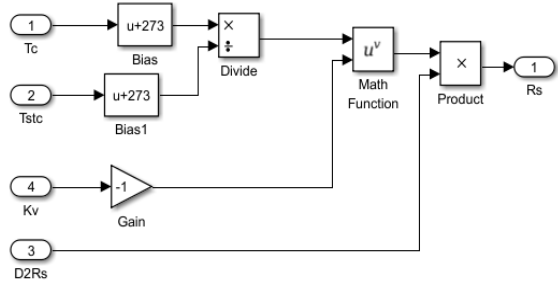 1
Tc
u+273
Bias
×
÷
Divide
2
Tstc
u+273
Bias1
u^v
Math
Function
×
Product
1
Rs
4
Kv
-1
Gain
3
D2Rs